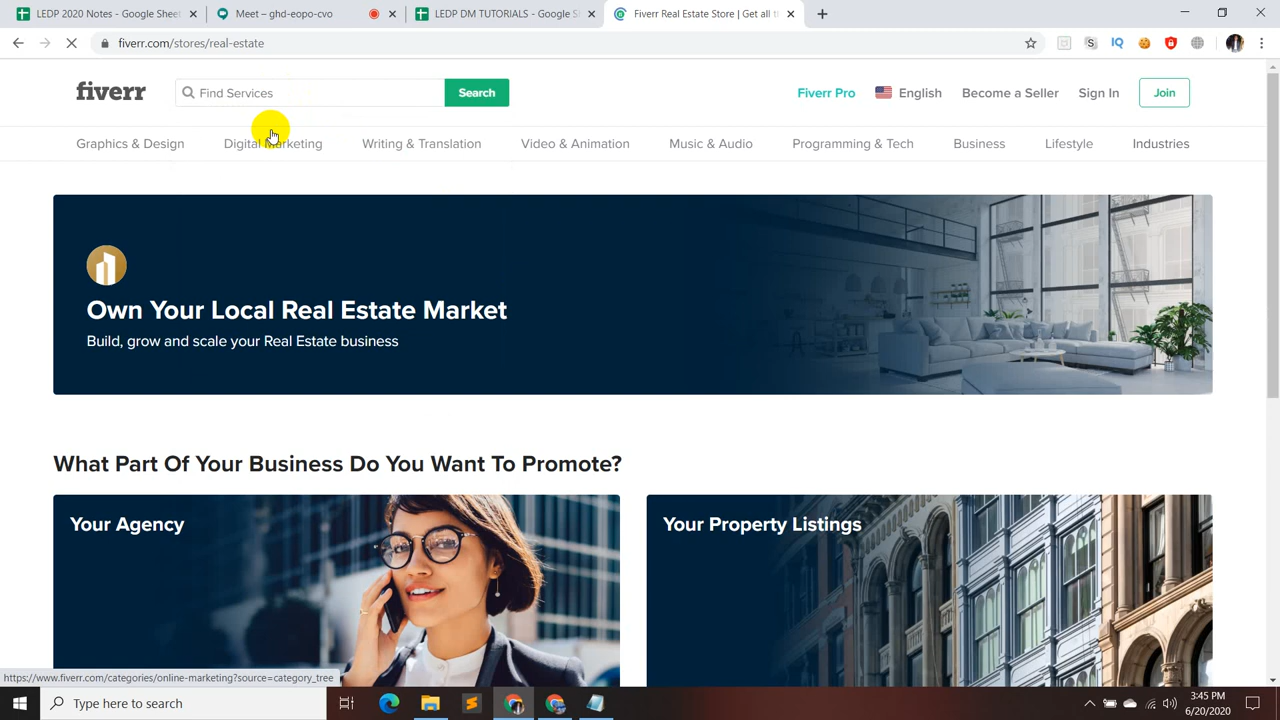 LEDP 2020 Notes - Google Sheet
Meet – ghd-eopo-cvo
LEDP DM TUTORIALS - Google S
Fiverr Real Estate Store | Get all t
fiverr.com/stores/real-estate
fiverr
Find Services
Search
Fiverr Pro
English
Become a Seller
Sign In
Join
Graphics & Design
Digital Marketing
Writing & Translation
Video & Animation
Music & Audio
Programming & Tech
Business
Lifestyle
Industries
Own Your Local Real Estate Market
Build, grow and scale your Real Estate business
What Part Of Your Business Do You Want To Promote?
Your Agency
Your Property Listings
https://www.fiverr.com/categories/online-marketing?source=category_tree
Type here to search
3:45 PM
6/20/2020